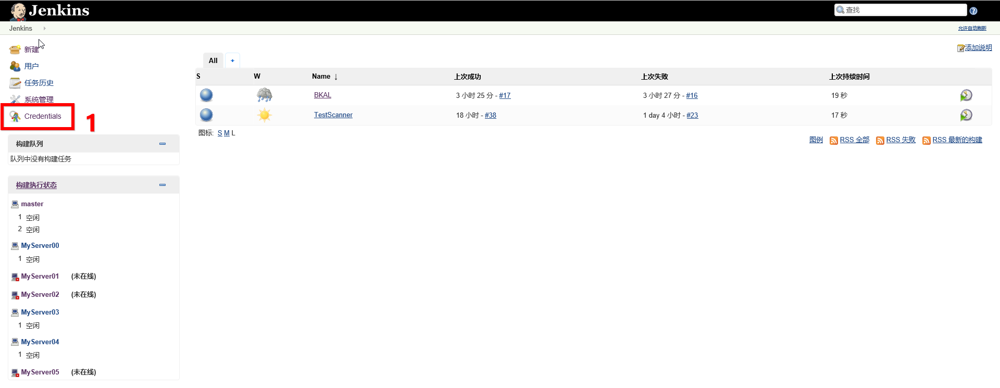 Jenkins
查找
Jenkins
允许自动刷新
新建
用户
任务历史
系统管理
Credentials
1
构建队列
队列中没有构建任务
构建执行状态
master
1 空闲
2 空闲
MyServer00
1 空闲
MyServer01 (未在线)
MyServer02 (未在线)
MyServer03
1 空闲
MyServer04
1 空闲
MyServer05 (未在线)
添加说明
All +
S W Name ↓ 上次成功 上次失败 上次持续时间
BKAL 3 小时 25 分 - #17 3 小时 27 分 - #16 19 秒
TestScanner 18 小时 - #38 1 day 4 小时 - #23 17 秒
图标: S M L
图例 RSS 全部 RSS 失败 RSS 最新的构建